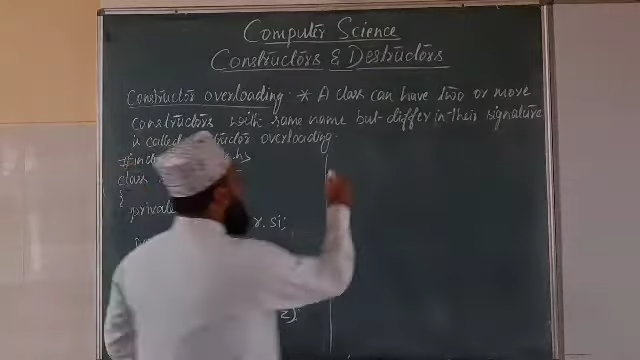 Computer Science
Constructors & Destructors
Constructor overloading. * A class can have two or more
constructors with same name but differ in their signature
is called overloading.
class
{
private
r. si;
2).